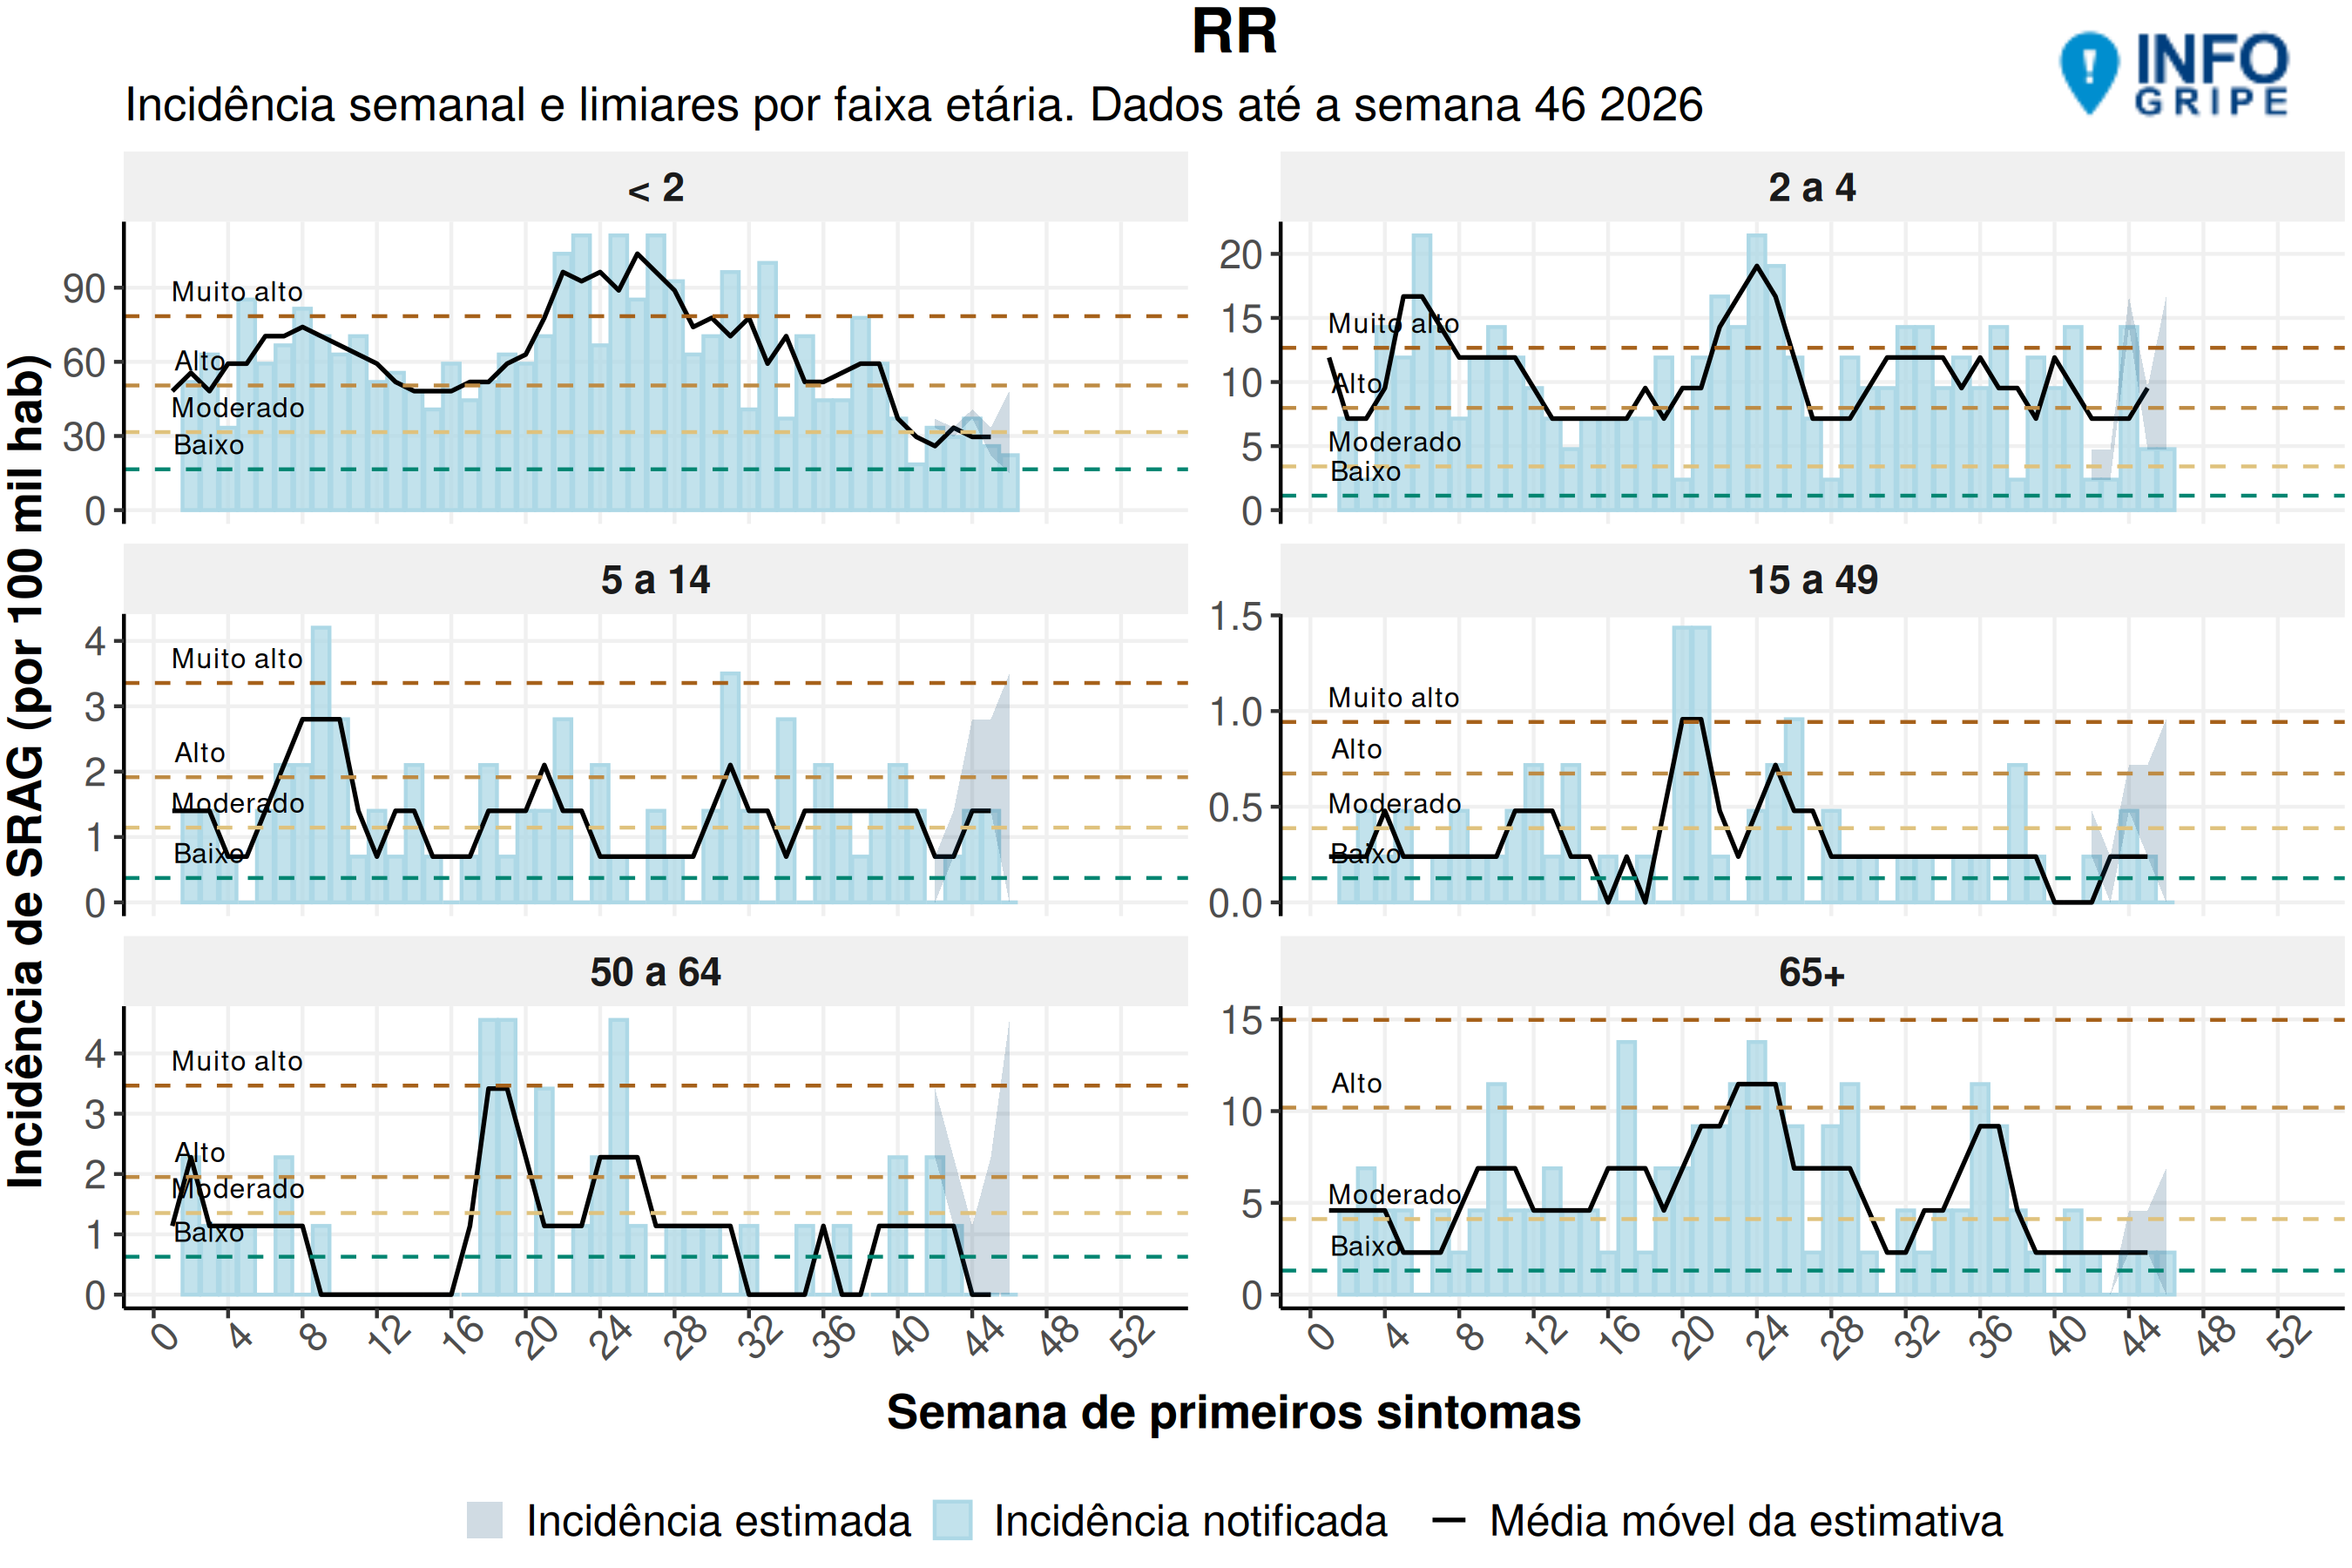 RR
Incidência semanal e limiares por faixa etária. Dados até a semana 46 2026
INFO
GRIPE
Incidência de SRAG (por 100 mil hab)
< 2
90
60
30
0
Muito alto
Alto
Moderado
Baixo
2 a 4
20
15
10
5
0
Muito alto
Alto
Moderado
Baixo
5 a 14
4
3
2
1
0
Muito alto
Alto
Moderado
Baixo
15 a 49
1.5
1.0
0.5
0.0
Muito alto
Alto
Moderado
Baixo
50 a 64
4
3
2
1
0
Muito alto
Alto
Moderado
Baixo
65+
15
10
5
0
Alto
Moderado
Baixo
0 4 8 12 16 20 24 28 32 36 40 44 48 52
0 4 8 12 16 20 24 28 32 36 40 44 48 52
Semana de primeiros sintomas
Incidência estimada Incidência notificada Média móvel da estimativa